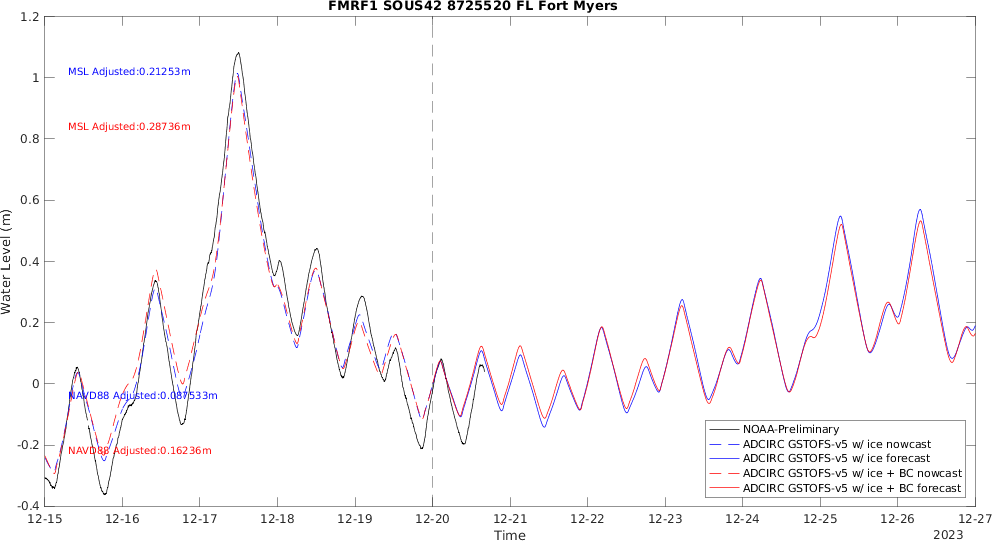 FMRF1 SOUS42 8725520 FL Fort Myers
1.2
1
0.8
0.6
0.4
0.2
0
-0.2
-0.4
Water Level (m)
MSL Adjusted:0.21253m
MSL Adjusted:0.28736m
NAVD88 Adjusted:0.087533m
NAVD88 Adjusted:0.16236m
NOAA-Preliminary
ADCIRC GSTOFS-v5 w/ ice nowcast
ADCIRC GSTOFS-v5 w/ ice forecast
ADCIRC GSTOFS-v5 w/ ice + BC nowcast
ADCIRC GSTOFS-v5 w/ ice + BC forecast
12-15 12-16 12-17 12-18 12-19 12-20 12-21 12-22 12-23 12-24 12-25 12-26 12-27
Time
2023